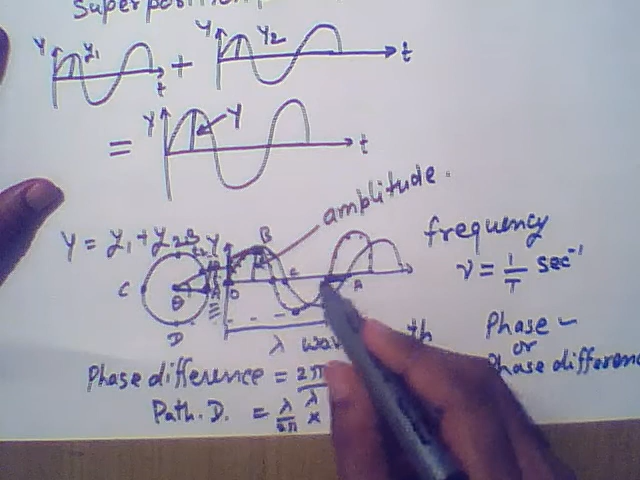 Superposition
Y y1 t + Y y2 t
= Y Y t
amplitude.
Y = y1 + y2
B Y B
C θ A O C A
D
frequency
ν = 1/T sec⁻¹
λ
Phase
or
Phase difference
Phase difference = 2π/λ
Path. D. = λ/2π ×